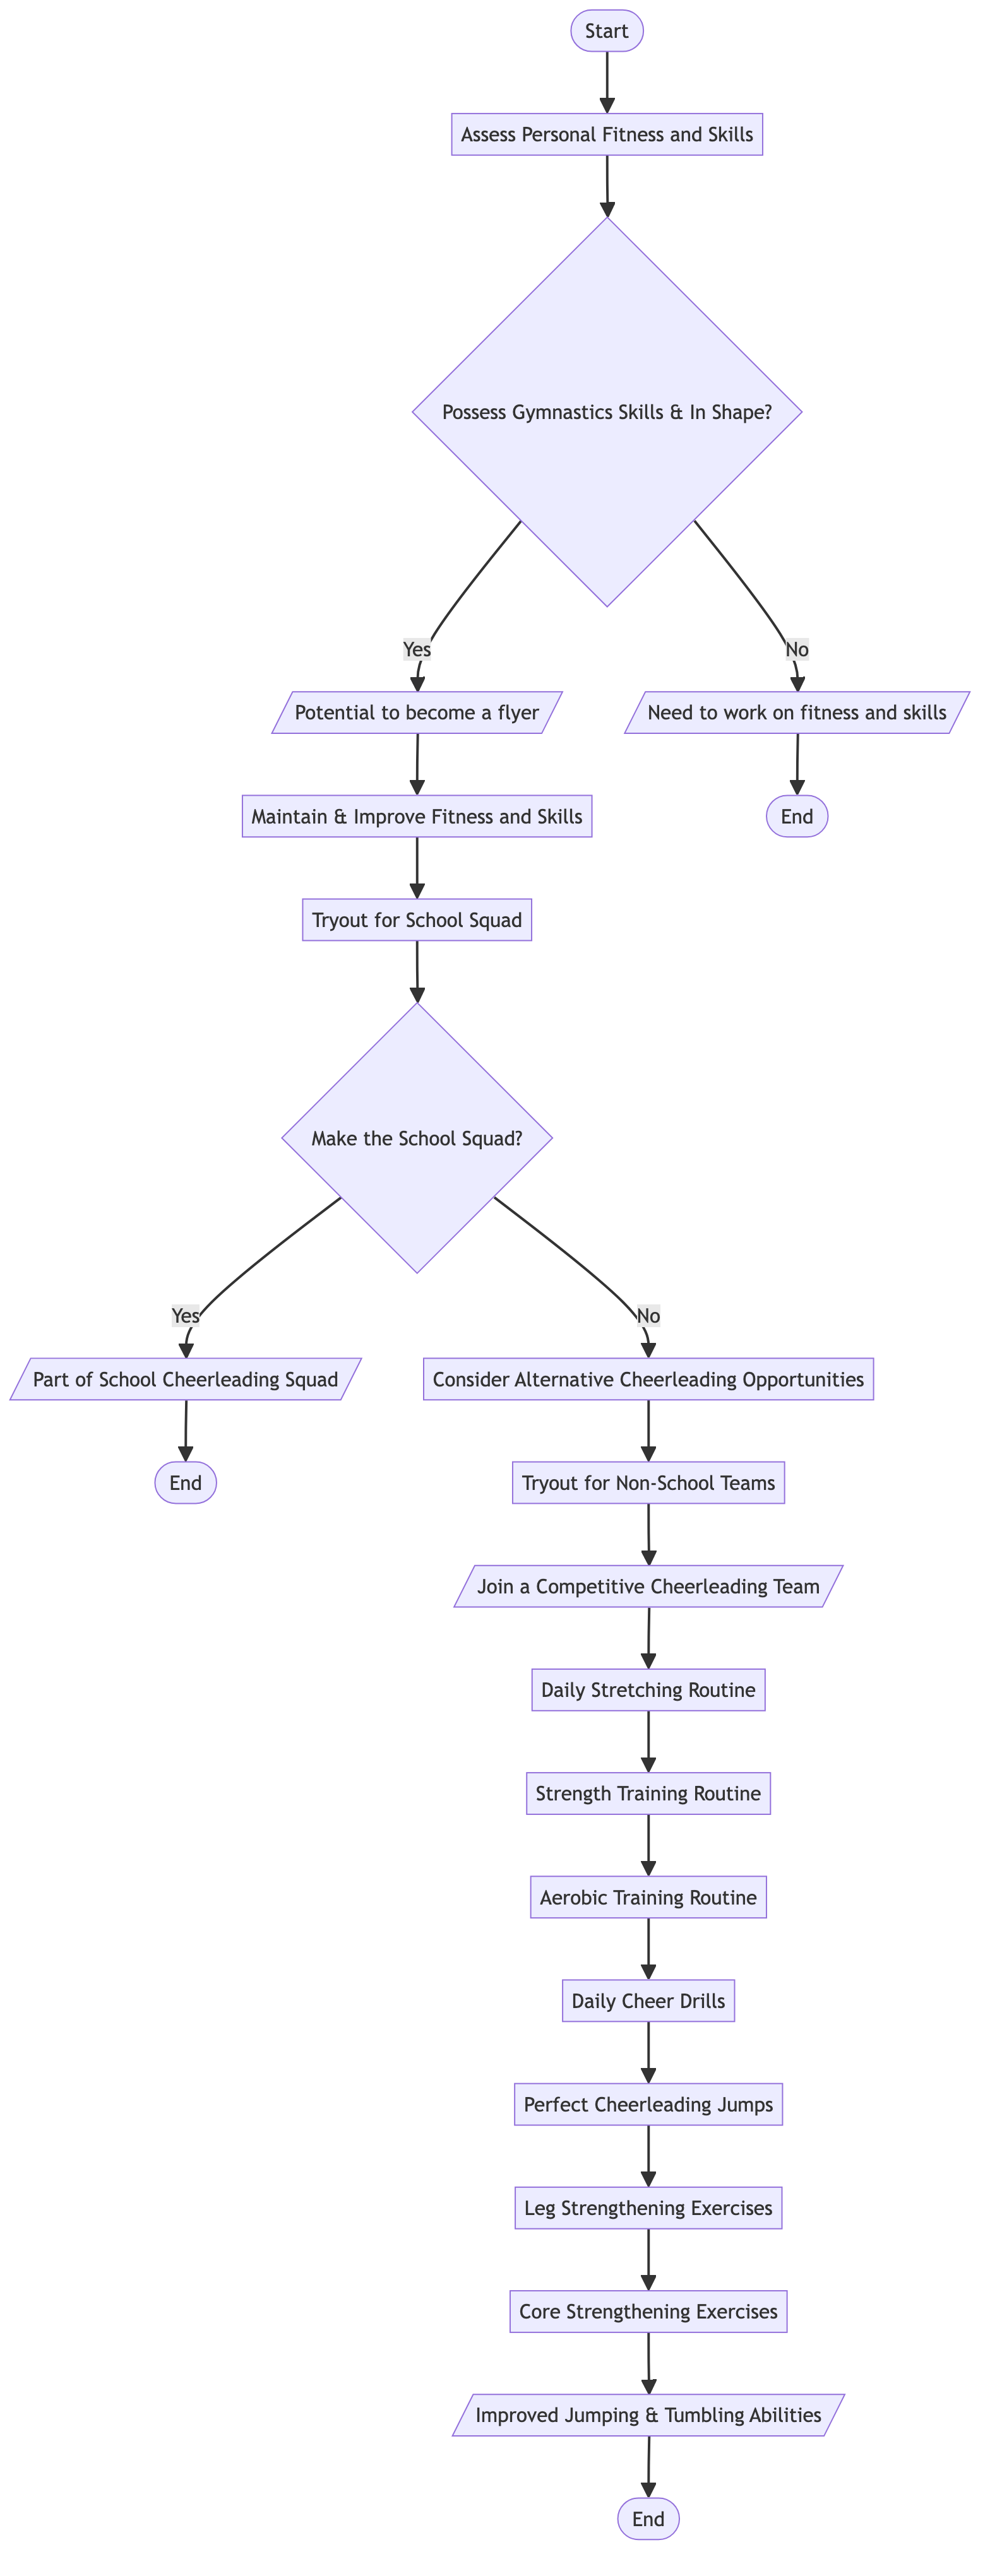 Start
Assess Personal Fitness and Skills
Possess Gymnastics Skills & In Shape?
Yes
No
Potential to become a flyer
Need to work on fitness and skills
Maintain & Improve Fitness and Skills
End
Tryout for School Squad
Make the School Squad?
Yes
No
Part of School Cheerleading Squad
Consider Alternative Cheerleading Opportunities
End
Tryout for Non-School Teams
Join a Competitive Cheerleading Team
Daily Stretching Routine
Strength Training Routine
Aerobic Training Routine
Daily Cheer Drills
Perfect Cheerleading Jumps
Leg Strengthening Exercises
Core Strengthening Exercises
Improved Jumping & Tumbling Abilities
End